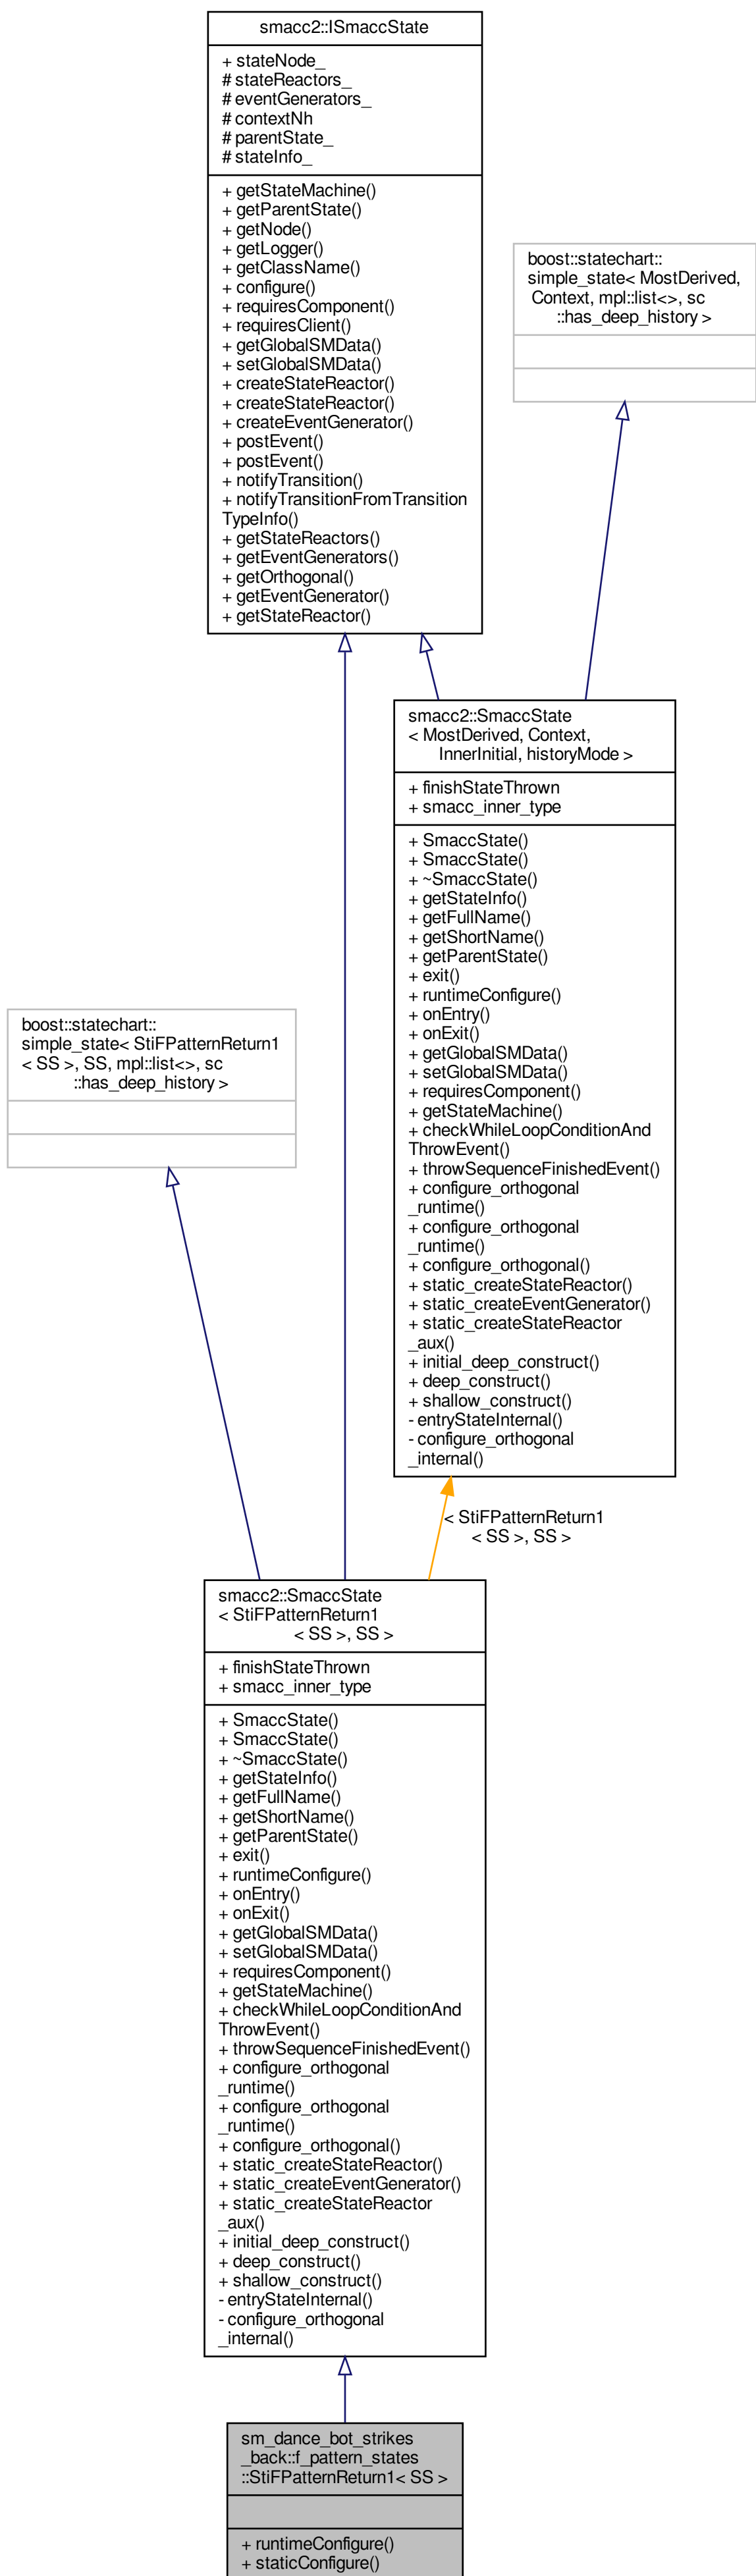 smacc2::ISmaccState
+ stateNode_
# stateReactors_
# eventGenerators_
# contextNh
# parentState_
# stateInfo_
+ getStateMachine()
+ getParentState()
+ getNode()
+ getLogger()
+ getClassName()
+ configure()
+ requiresComponent()
+ requiresClient()
+ getGlobalSMData()
+ setGlobalSMData()
+ createStateReactor()
+ createStateReactor()
+ createEventGenerator()
+ postEvent()
+ postEvent()
+ notifyTransition()
+ notifyTransitionFromTransition
TypeInfo()
+ getStateReactors()
+ getEventGenerators()
+ getOrthogonal()
+ getEventGenerator()
+ getStateReactor()
boost::statechart::
simple_state< MostDerived,
Context, mpl::list<>, sc
::has_deep_history >
smacc2::SmaccState
< MostDerived, Context,
InnerInitial, historyMode >
+ finishStateThrown
+ smacc_inner_type
+ SmaccState()
+ SmaccState()
+ ~SmaccState()
+ getStateInfo()
+ getFullName()
+ getShortName()
+ getParentState()
+ exit()
+ runtimeConfigure()
+ onEntry()
+ onExit()
+ getGlobalSMData()
+ setGlobalSMData()
+ requiresComponent()
+ getStateMachine()
+ checkWhileLoopConditionAnd
ThrowEvent()
+ throwSequenceFinishedEvent()
+ configure_orthogonal
_runtime()
+ configure_orthogonal
_runtime()
+ configure_orthogonal()
+ static_createStateReactor()
+ static_createEventGenerator()
+ static_createStateReactor
_aux()
+ initial_deep_construct()
+ deep_construct()
+ shallow_construct()
- entryStateInternal()
- configure_orthogonal
_internal()
boost::statechart::
simple_state< StiFPatternReturn1
< SS >, SS, mpl::list<>, sc
::has_deep_history >
< StiFPatternReturn1
< SS >, SS >
smacc2::SmaccState
< StiFPatternReturn1
< SS >, SS >
+ finishStateThrown
+ smacc_inner_type
+ SmaccState()
+ SmaccState()
+ ~SmaccState()
+ getStateInfo()
+ getFullName()
+ getShortName()
+ getParentState()
+ exit()
+ runtimeConfigure()
+ onEntry()
+ onExit()
+ getGlobalSMData()
+ setGlobalSMData()
+ requiresComponent()
+ getStateMachine()
+ checkWhileLoopConditionAnd
ThrowEvent()
+ throwSequenceFinishedEvent()
+ configure_orthogonal
_runtime()
+ configure_orthogonal
_runtime()
+ configure_orthogonal()
+ static_createStateReactor()
+ static_createEventGenerator()
+ static_createStateReactor
_aux()
+ initial_deep_construct()
+ deep_construct()
+ shallow_construct()
- entryStateInternal()
- configure_orthogonal
_internal()
sm_dance_bot_strikes
_back::f_pattern_states
::StiFPatternReturn1< SS >
+ runtimeConfigure()
+ staticConfigure()